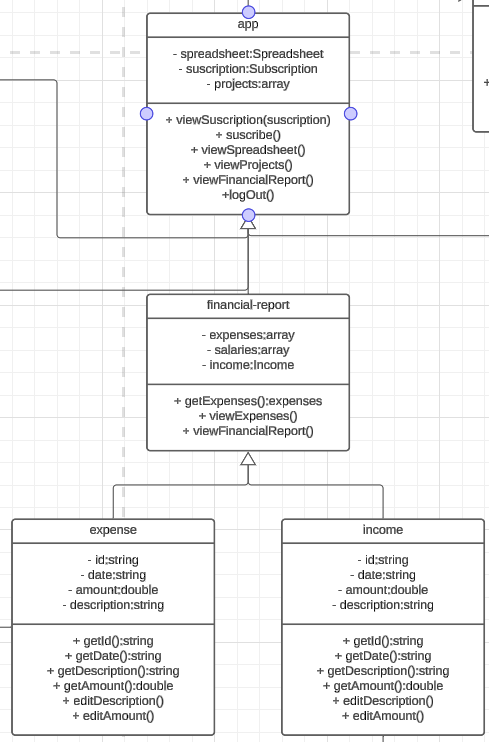 app
- spreadsheet:Spreadsheet
- suscription:Subscription
- projects:array
+ viewSuscription(suscription)
+ suscribe()
+ viewSpreadsheet()
+ viewProjects()
+ viewFinancialReport()
+logOut()
+
financial-report
- expenses;array
- salaries;array
- income;Income
+ getExpenses();expenses
+ viewExpenses()
+ viewFinancialReport()
expense
- id;string
- date;string
- amount;double
- description;string
+ getId();string
+ getDate():string
+ getDescription():string
+ getAmount():double
+ editDescription()
+ editAmount()
income
- id;string
- date;string
- amount;double
- description;string
+ getId();string
+ getDate():string
+ getDescription():string
+ getAmount():double
+ editDescription()
+ editAmount()